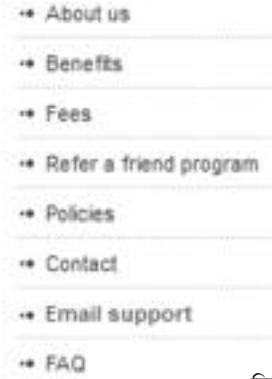 About us
Benefits
Fees
Refer a friend program
Policies
Contact
Email support
FAQ